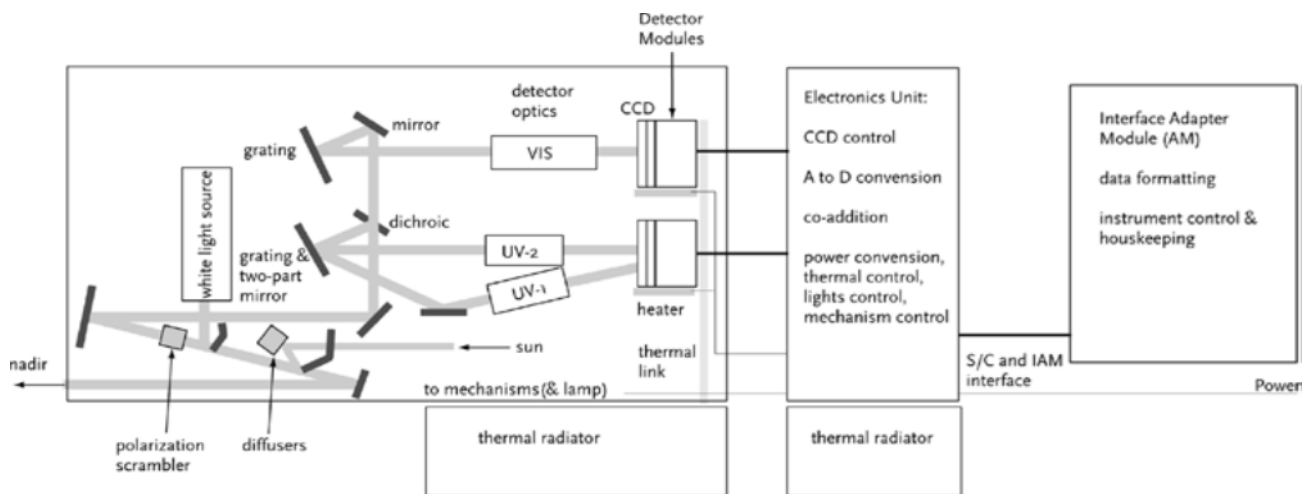 Detector
Modules
detector
optics
CCD
mirror
VIS
grating
white light source
dichroic
grating &
two-part
mirror
UV-2
UV-1
heater
sun
nadir
thermal
link
to mechanisms(& lamp)
polarization
scrambler
diffusers
thermal radiator
Electronics Unit:
CCD control
A to D convension
co-addition
power convension,
thermal control,
lights control,
mechanism control
thermal radiator
S/C and IAM
interface
Interface Adapter
Module (AM)
data formatting
instrument control &
houskeeping
Power